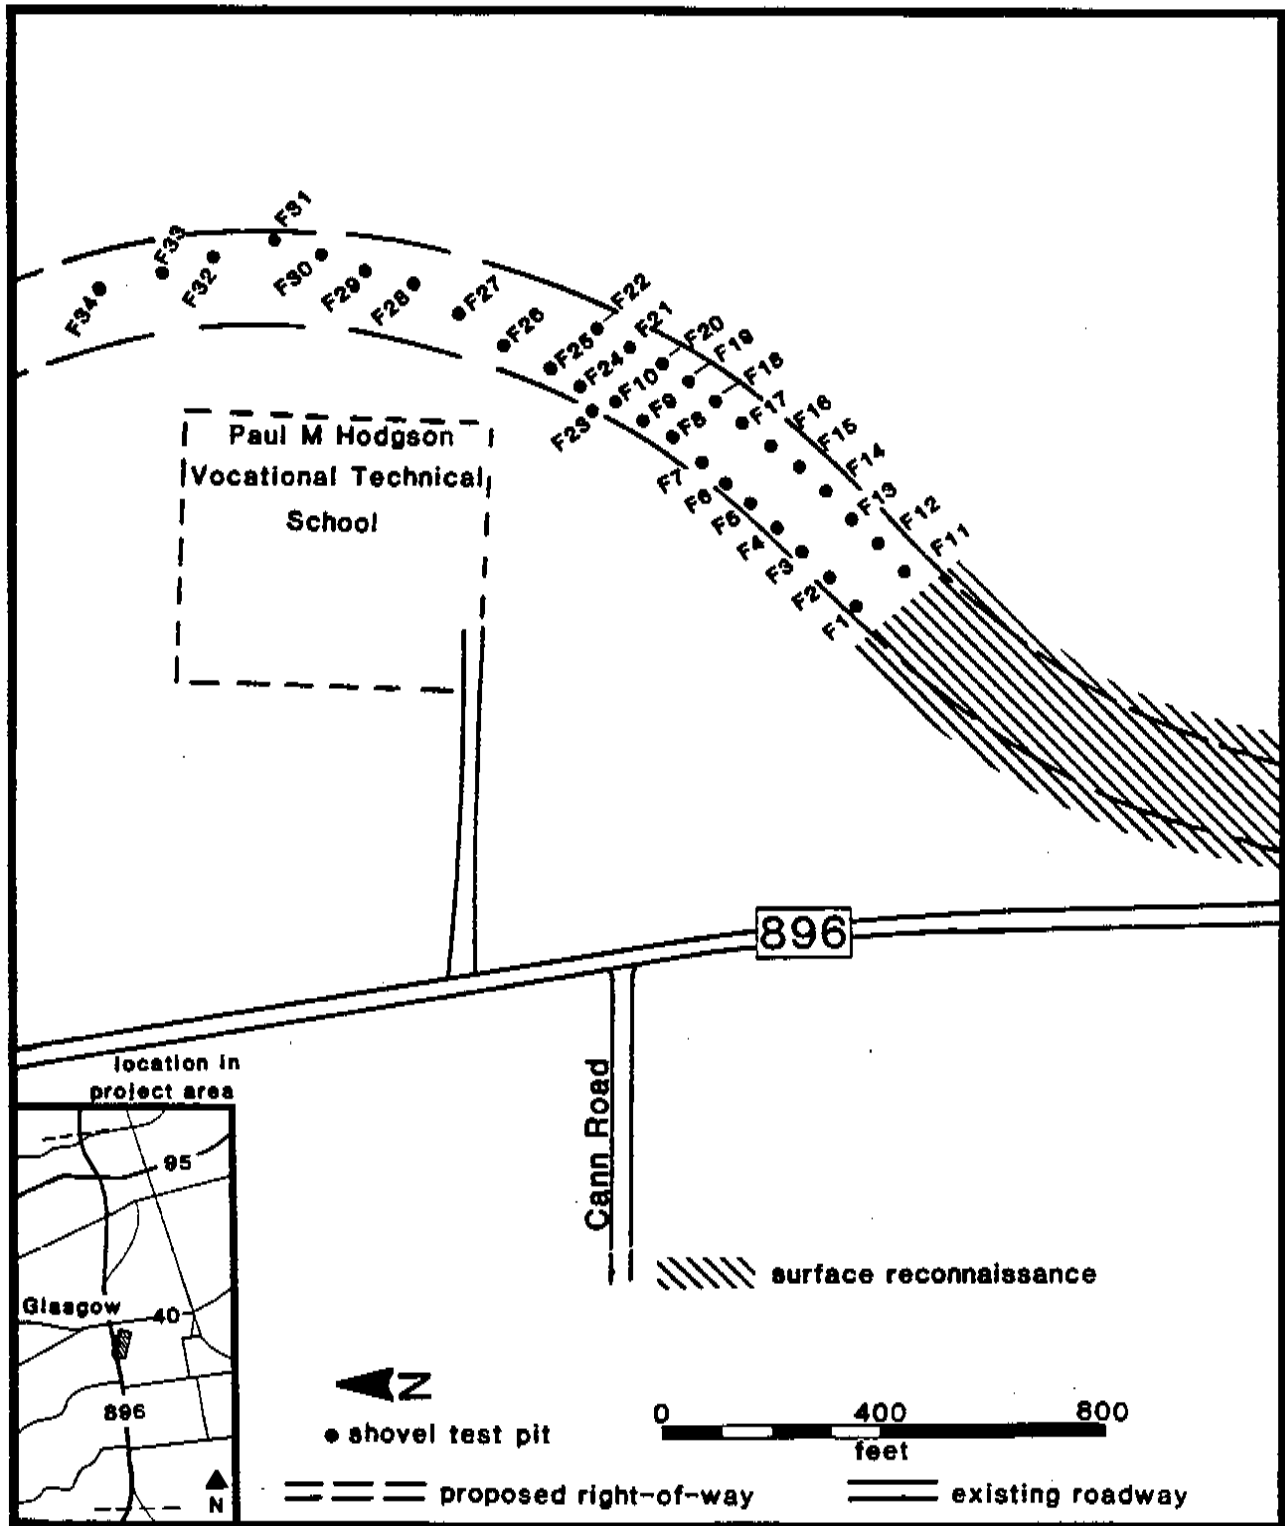 F31
F33
F30
F32
F29
F34
F28
F27
F26
F22
F25
F21
F24
F20
F10
F19
F23
F9
F18
F8
F17
F7
F16
F6
F15
F5
F14
F4
F13
F3
F12
F2
F11
F1
Paul M Hodgson
Vocational Technical
School
896
Cann Road
location in
project area
95
Glasgow
40
896
N
surface reconnaissance
N
shovel test pit
0 400 800
feet
proposed right-of-way
existing roadway